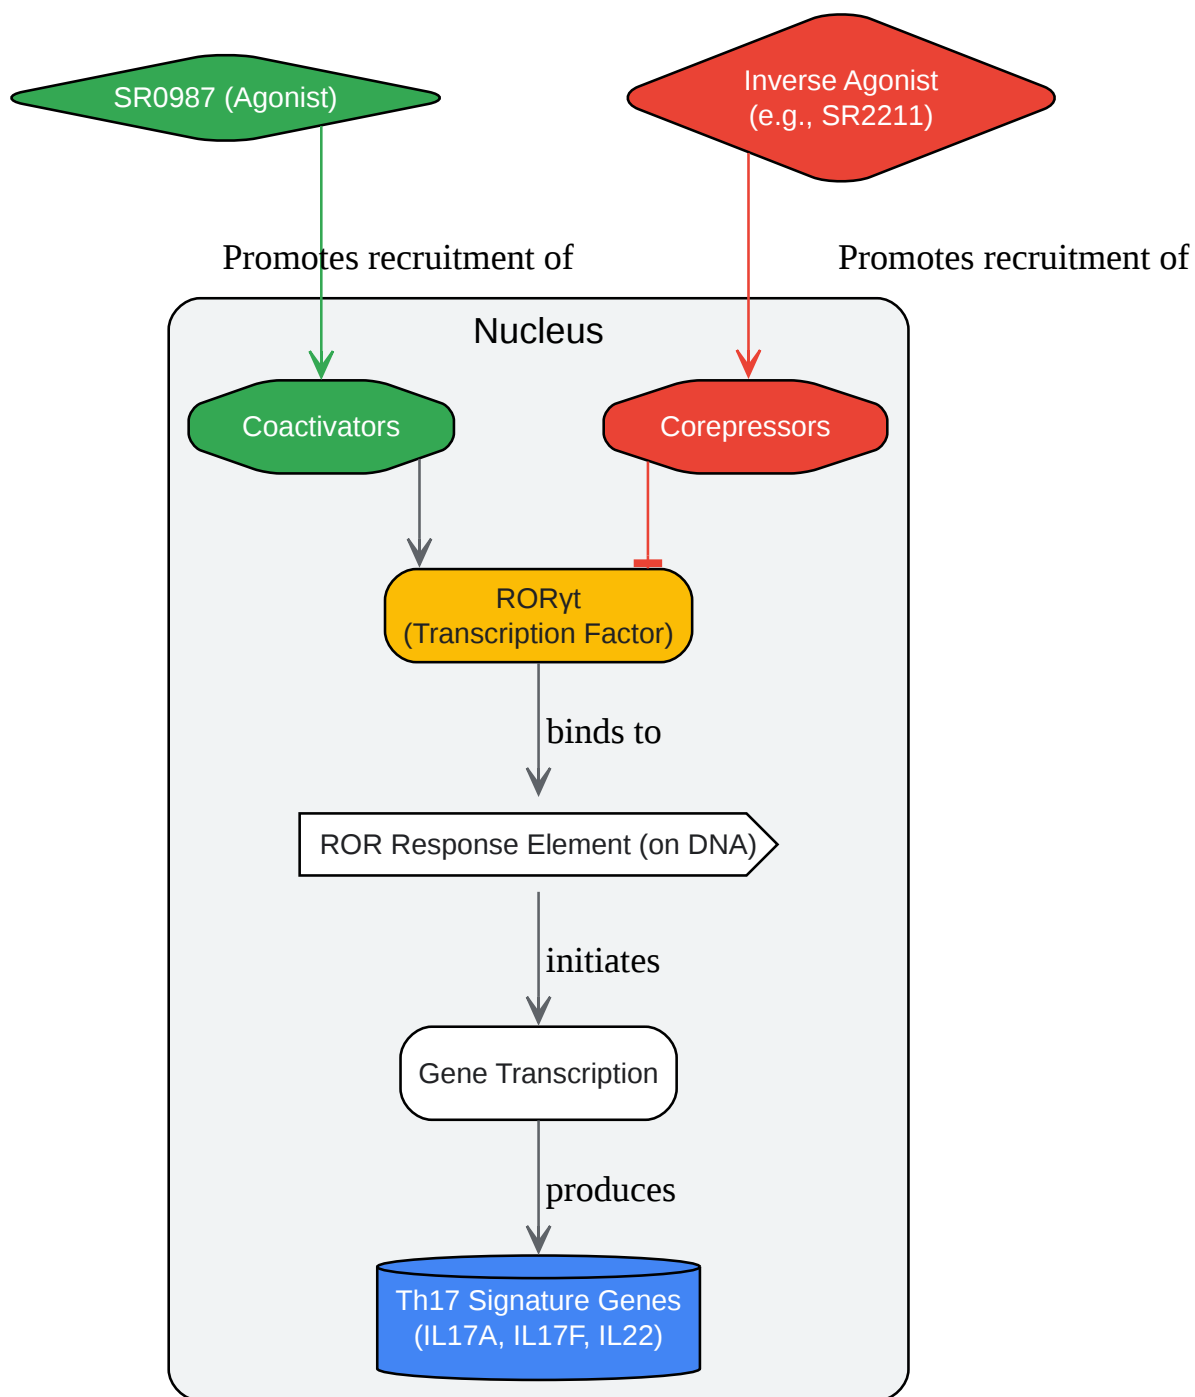 SR0987 (Agonist)
Inverse Agonist
(e.g., SR2211)
Promotes recruitment of
Promotes recruitment of
Nucleus
Coactivators
Corepressors
RORγt
(Transcription Factor)
binds to
ROR Response Element (on DNA)
initiates
Gene Transcription
produces
Th17 Signature Genes
(IL17A, IL17F, IL22)